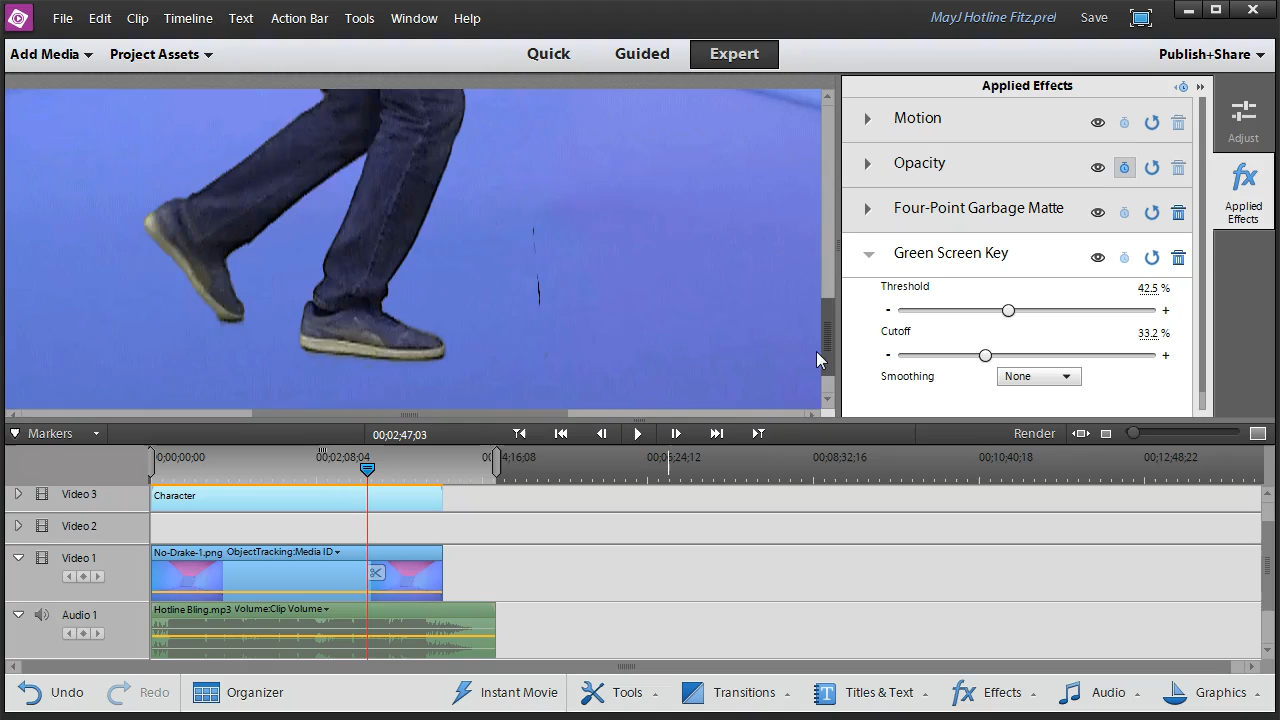 File Edit Clip Timeline Text Action Bar Tools Window Help MayJ Hotline Fitz.prel Save
Add Media Project Assets Quick Guided Expert Publish+Share
Applied Effects
Motion
Adjust
Opacity
Four-Point Garbage Matte
Applied
Effects
Green Screen Key
Threshold 42.5 %
- +
Cutoff 33.2 %
- +
Smoothing None
Markers 00;02;47;03 Render
00;00;00;00 00;02;08;04 00;04;16;08 00;06;24;12 00;08;32;16 00;10;40;18 00;12;48;22
Video 3 Character
Video 2
Video 1 No-Drake-1.png ObjectTracking:Media ID
Audio 1 Hotline Bling.mp3 Volume:Clip Volume
Undo Redo Organizer Instant Movie Tools Transitions Titles & Text Effects Audio Graphics